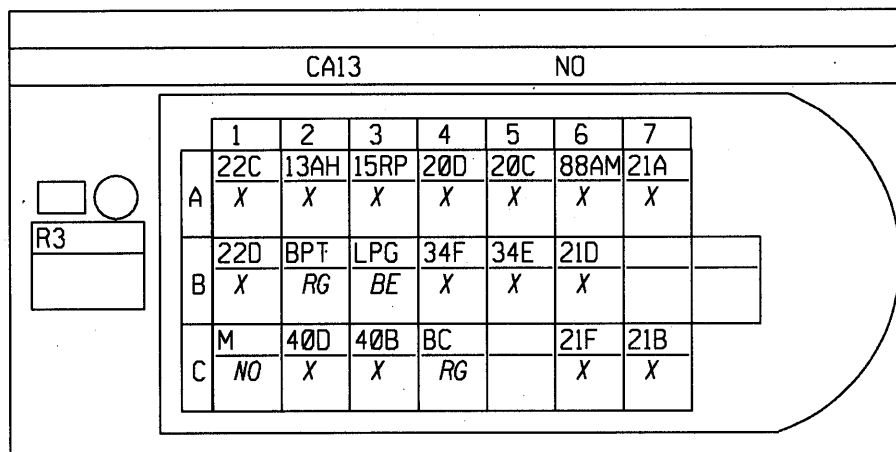 CA13 NO
1 2 3 4 5 6 7
A 22C 13AH 15RP 20D 20C 88AM 21A
X X X X X X X
R3
B 22D BPT LPG 34F 34E 21D
X RG BE X X X
C M 40D 40B BC 21F 21B
NO X X RG X X